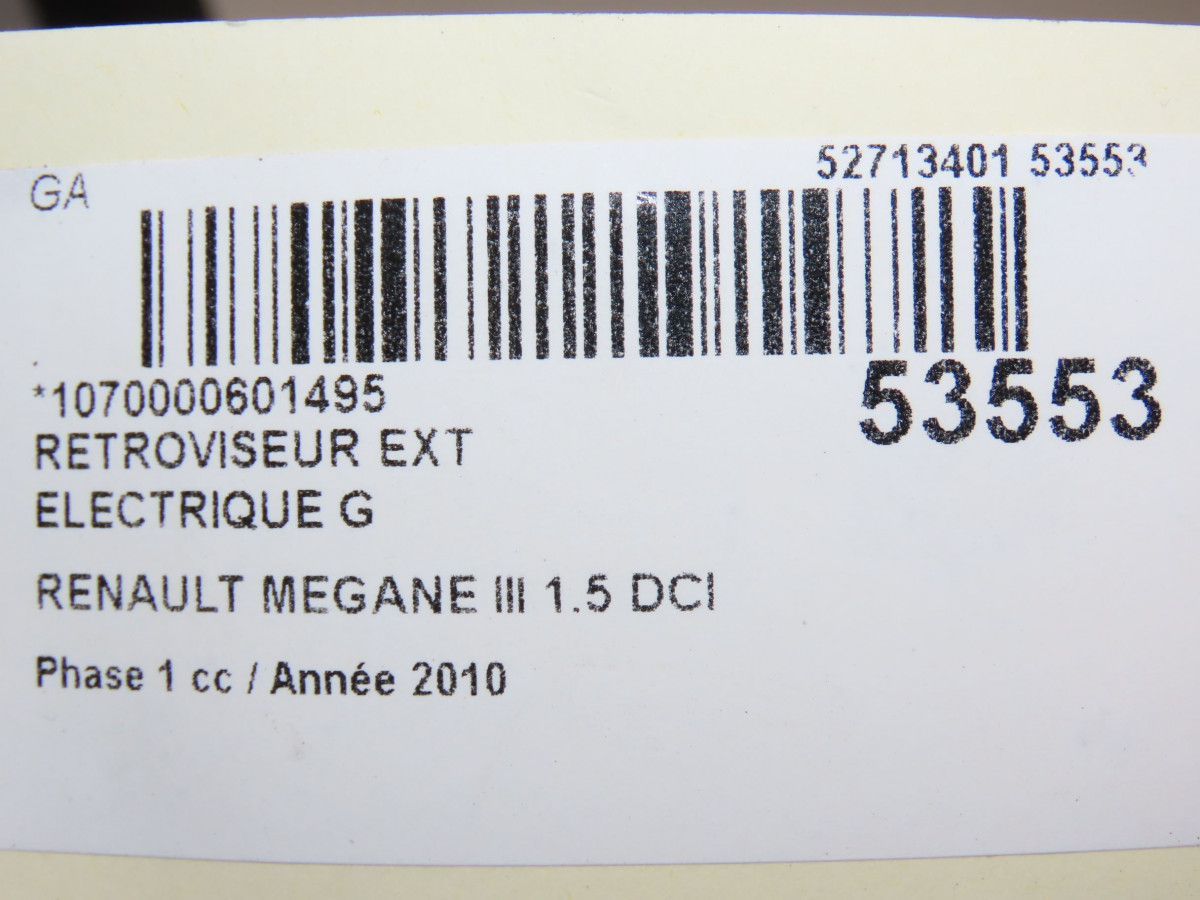 GA
52713401 53553
*1070000601495
53553
RETROVISEUR EXT
ELECTRIQUE G
RENAULT MEGANE III 1.5 DCI
Phase 1 cc / Année 2010